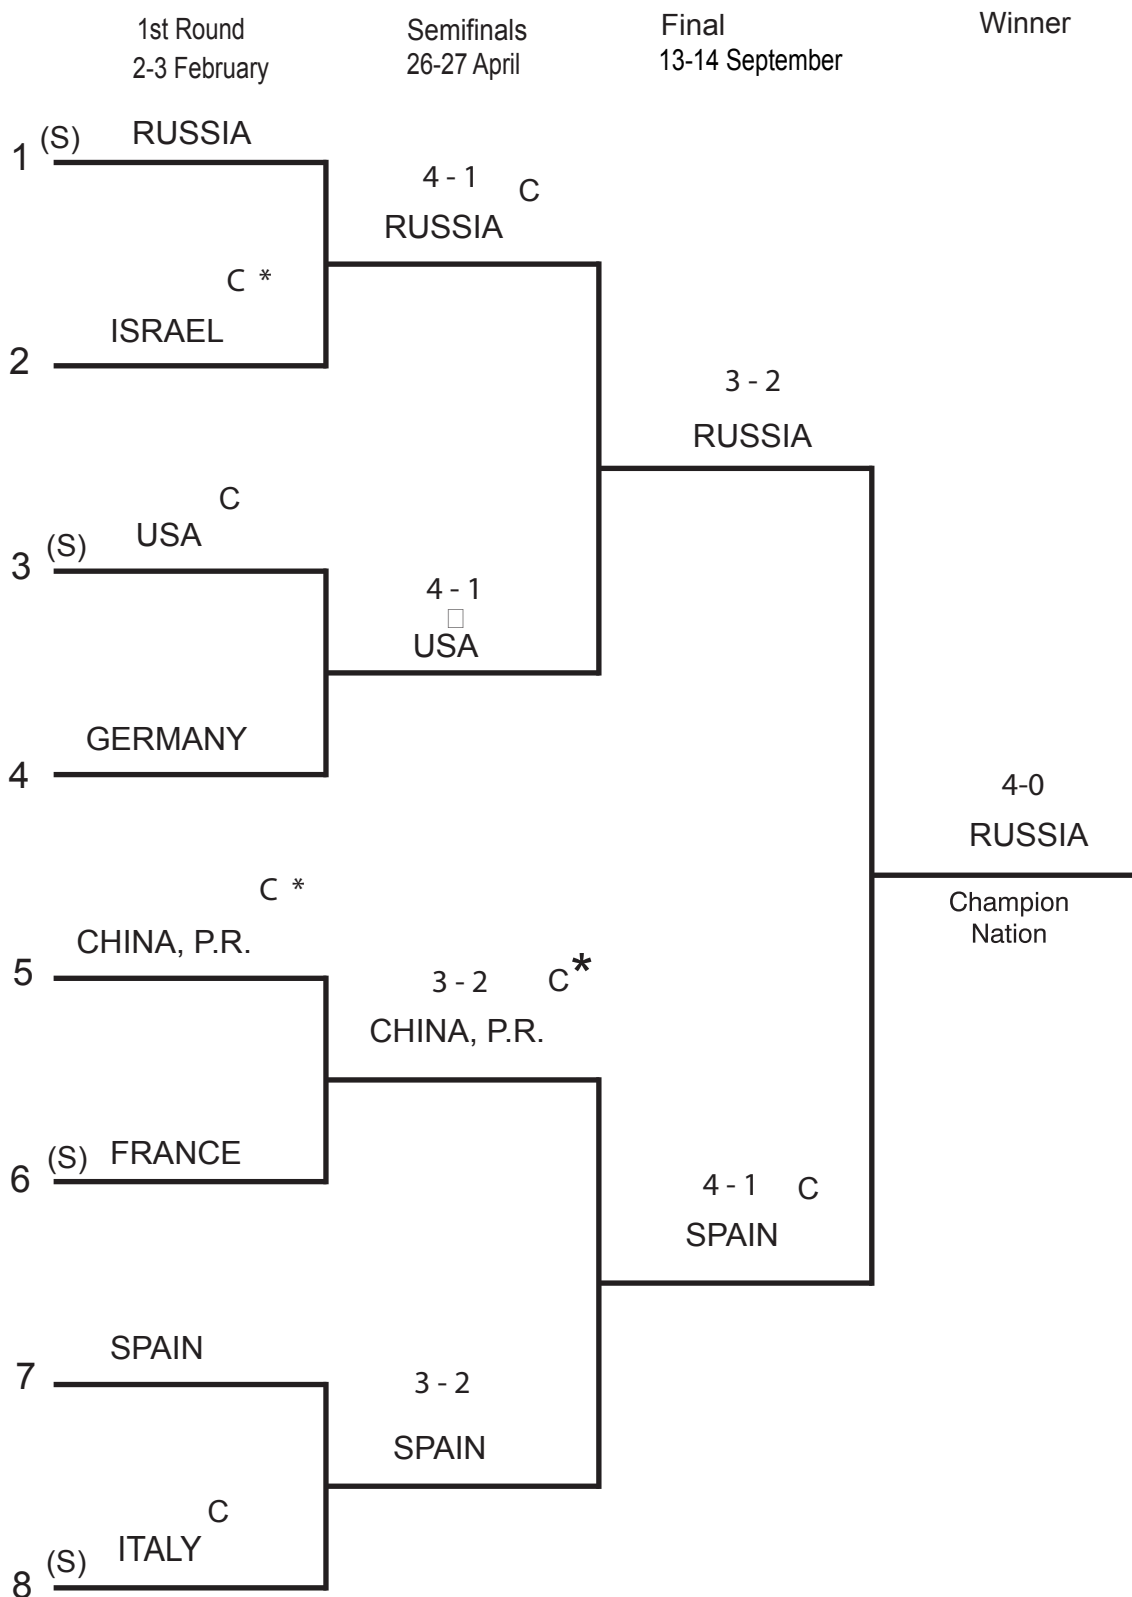 1st Round
2-3 February
Semifinals
26-27 April
Final
13-14 September
Winner
1 (S) RUSSIA
4 - 1 C
RUSSIA
C *
2 ISRAEL
3 - 2
RUSSIA
C
3 (S) USA
4 - 1
USA
4 GERMANY
4-0
RUSSIA
Champion
Nation
C *
5 CHINA, P.R.
3 - 2 C*
CHINA, P.R.
6 (S) FRANCE
4 - 1 C
SPAIN
7 SPAIN
3 - 2
SPAIN
C
8 (S) ITALY